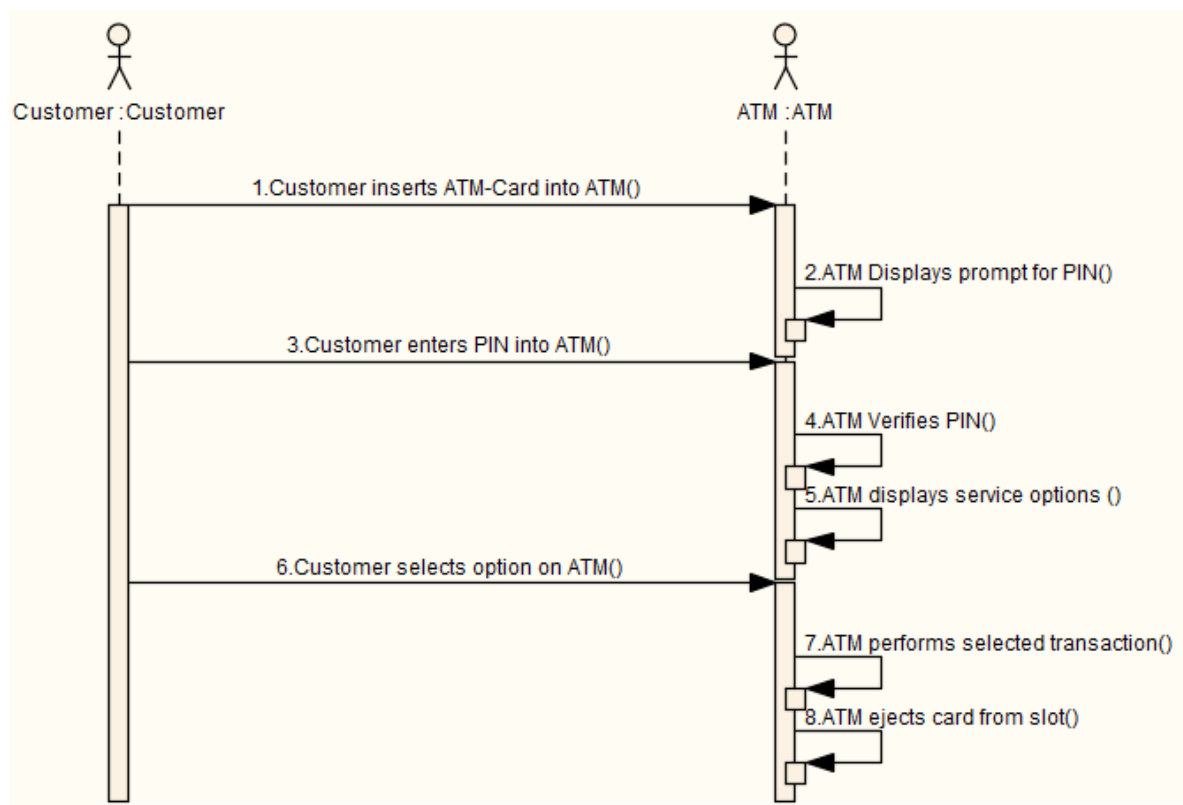 Customer :Customer
ATM :ATM
1.Customer inserts ATM-Card into ATM()
2.ATM Displays prompt for PIN()
3.Customer enters PIN into ATM()
4.ATM Verifies PIN()
5.ATM displays service options ()
6.Customer selects option on ATM()
7.ATM performs selected transaction()
8.ATM ejects card from slot()